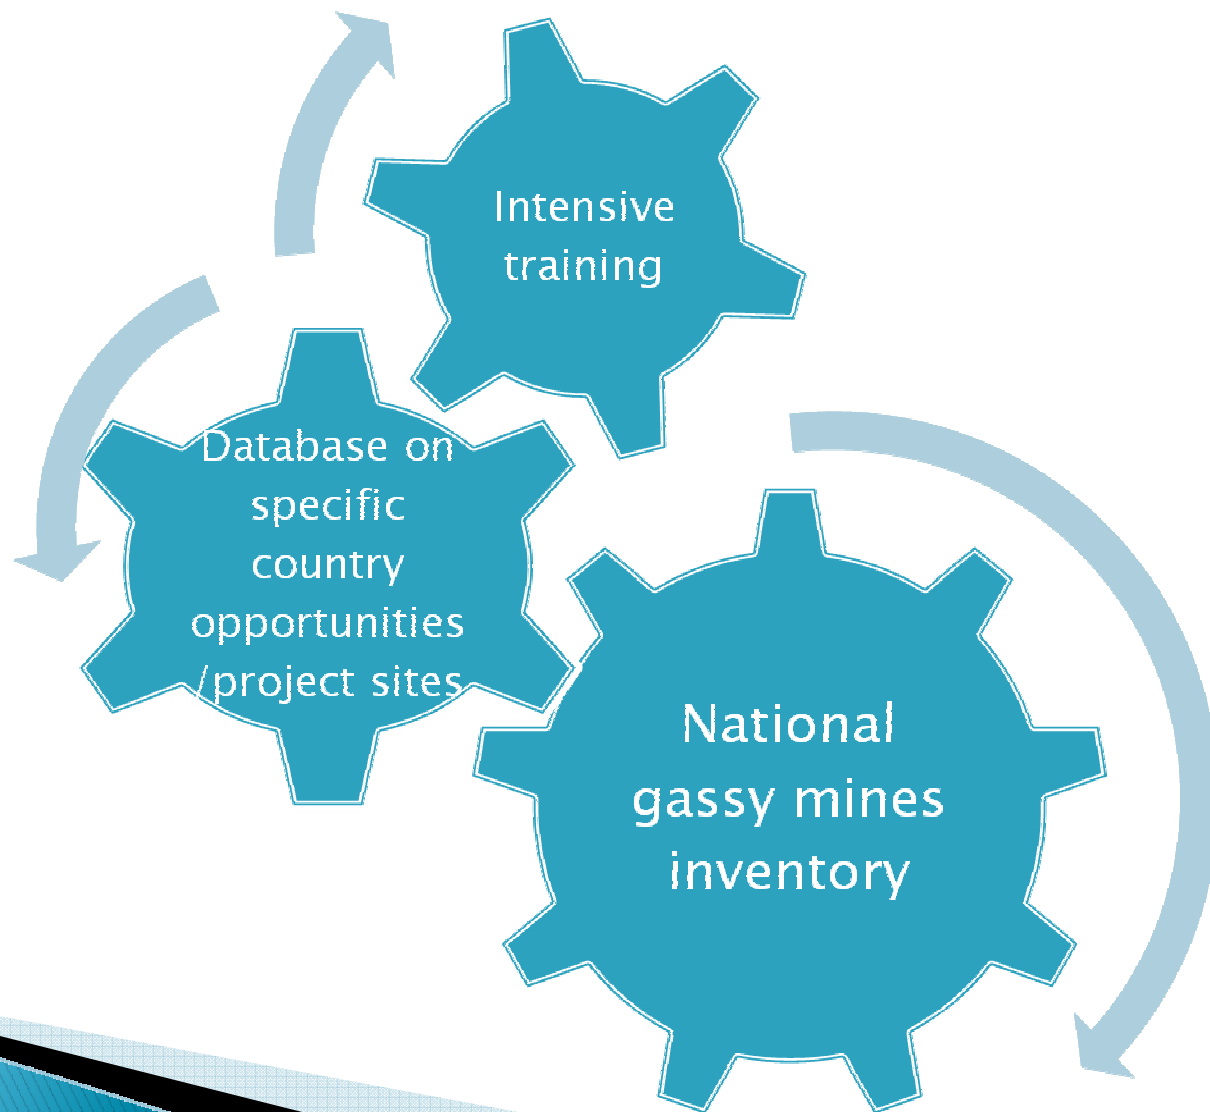 Intensive
training
Database on
specific
country
opportunities
/project sites
National
gassy mines
inventory